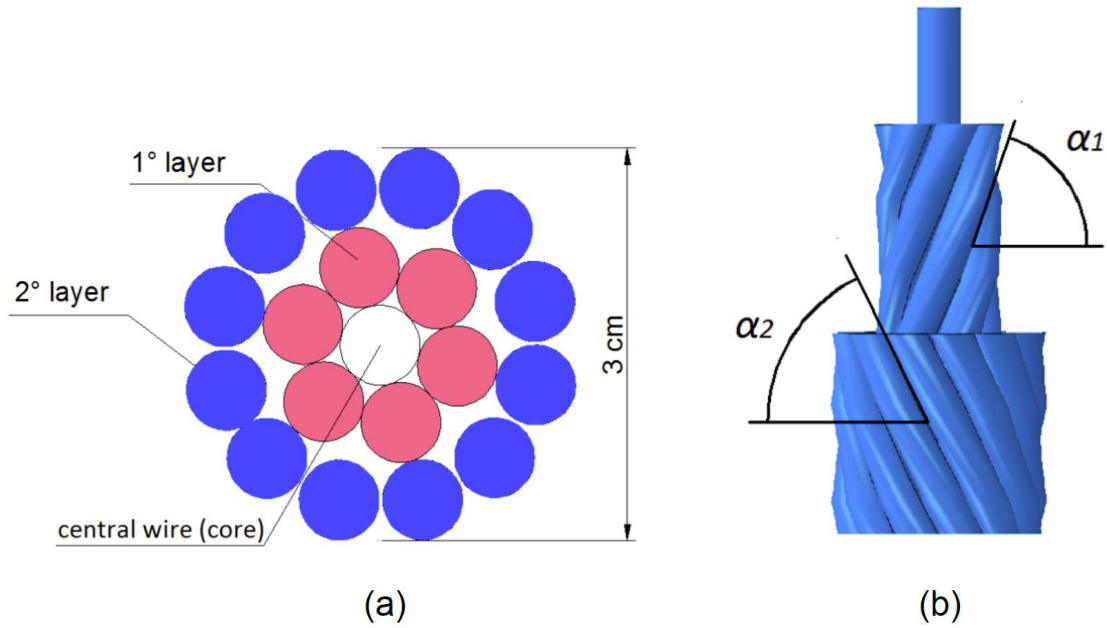 1° layer
2° layer
central wire (core)
3 cm
α1
α2
(a)
(b)